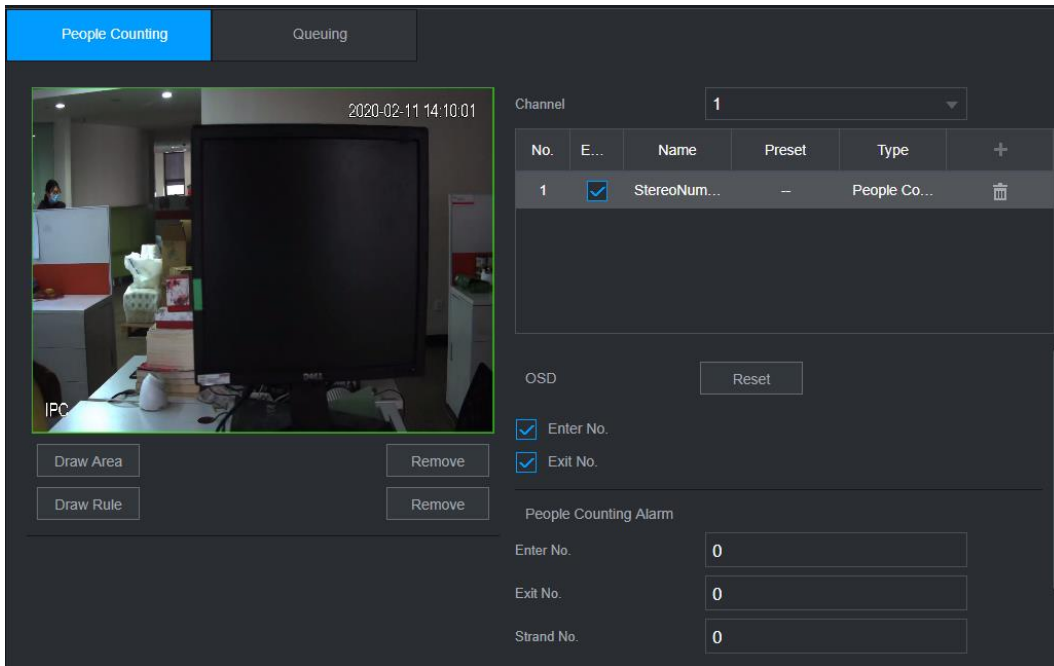 People Counting
Queuing
2020-02-11 14:10:01
IPC
DELL
Draw Area
Remove
Draw Rule
Remove
Channel
1
No. E... Name Preset Type +
1 StereoNum... -- People Co...
OSD
Reset
Enter No.
Exit No.
People Counting Alarm
Enter No.
0
Exit No.
0
Strand No.
0